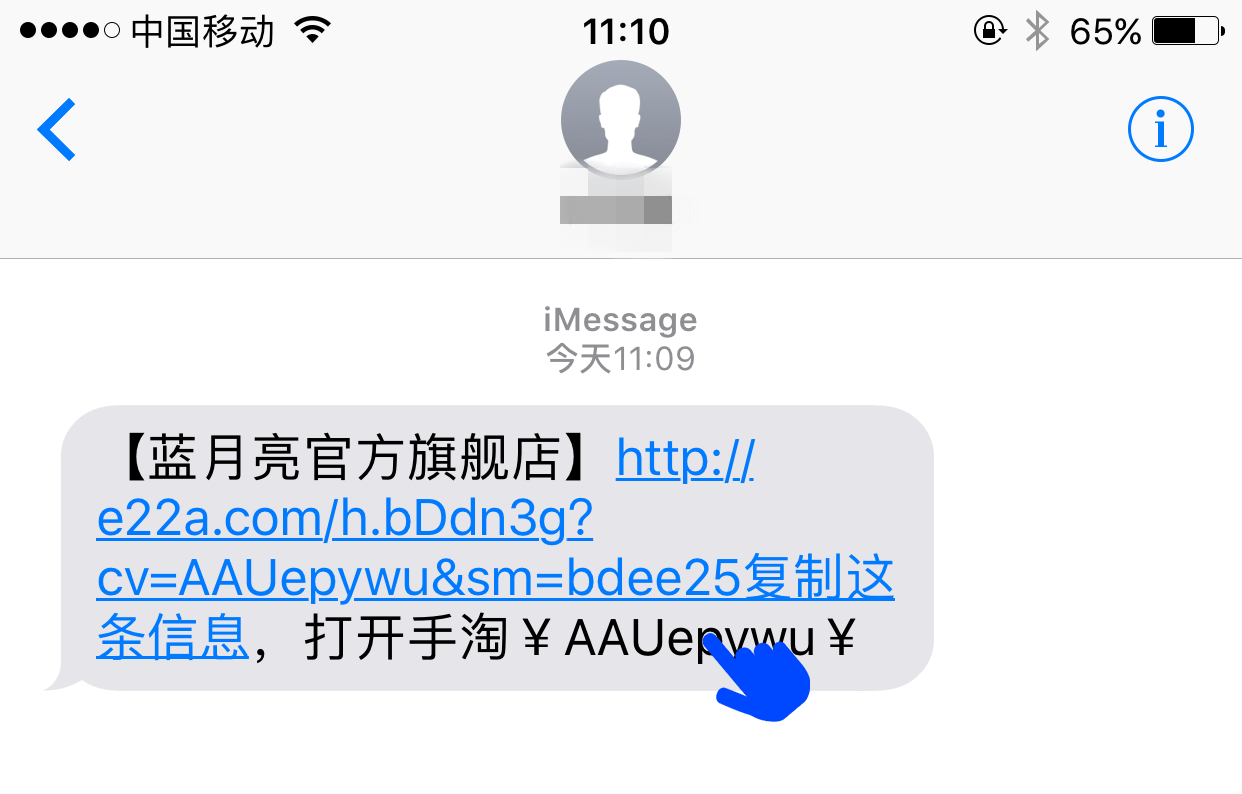 中国移动 11:10 65%
iMessage
今天11:09
【蓝月亮官方旗舰店】http://
e22a.com/h.bDdn3g?
cv=AAUepywu&sm=bdee25复制这
条信息，打开手淘￥AAUepywu￥